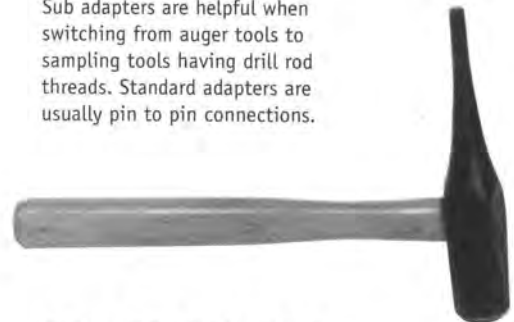 Sub adapters are helpful when
switching from auger tools to
sampling tools having drill rod
threads. Standard adapters are
usually pin to pin connections.